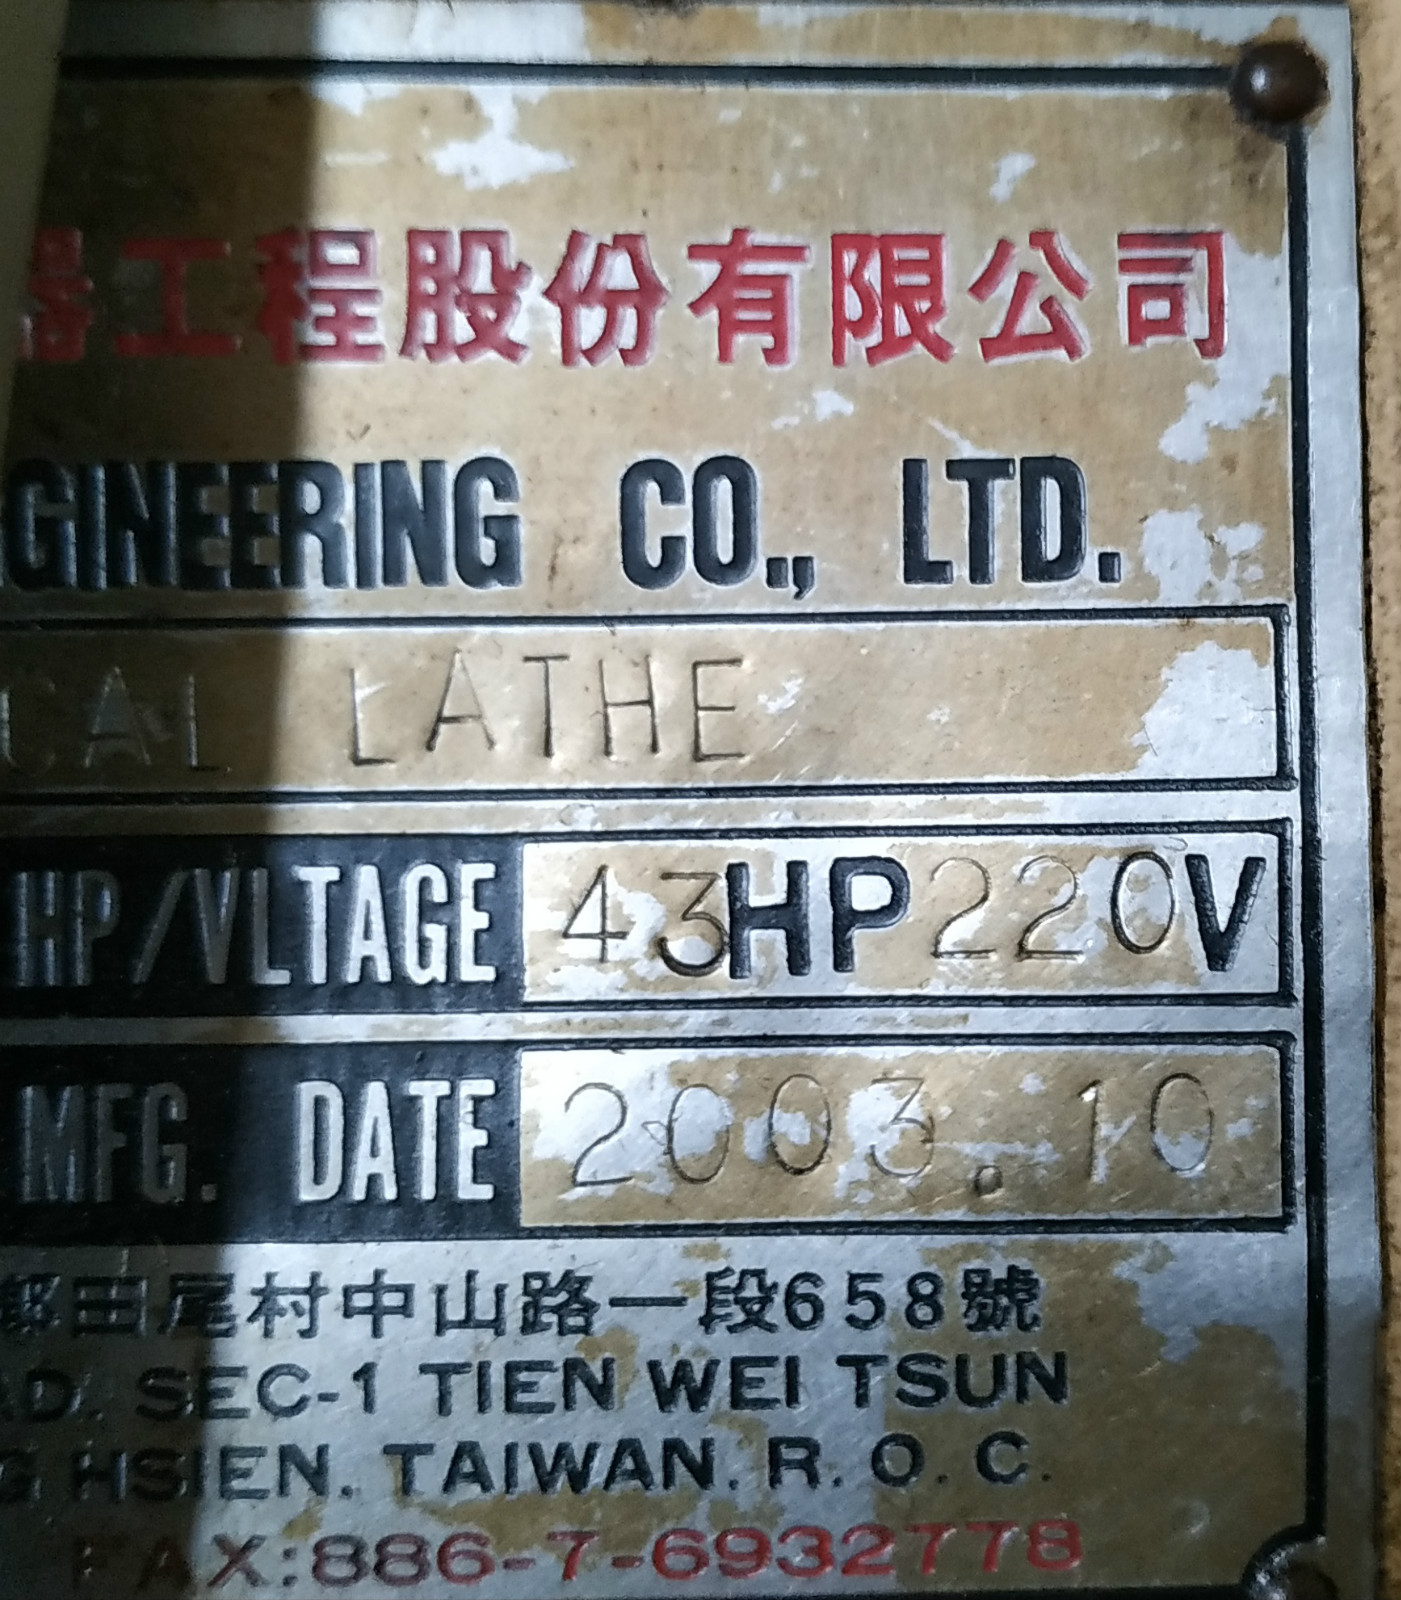 器工程股份有限公司
GINEERING CO., LTD.
CAL LATHE
HP/VLTAGE 43HP220V
MFG. DATE 2003.10
鄉田尾村中山路一段658號
AD. SEC-1 TIEN WEI TSUN
G HSIEN. TAIWAN. R. O. C.
FAX:886-7-6932778